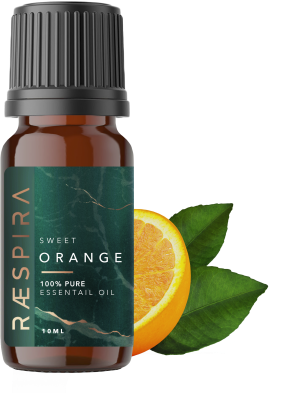 RÆSPIRA
SWEET
ORANGE
100% PURE
ESSENTAIL OIL
10ML